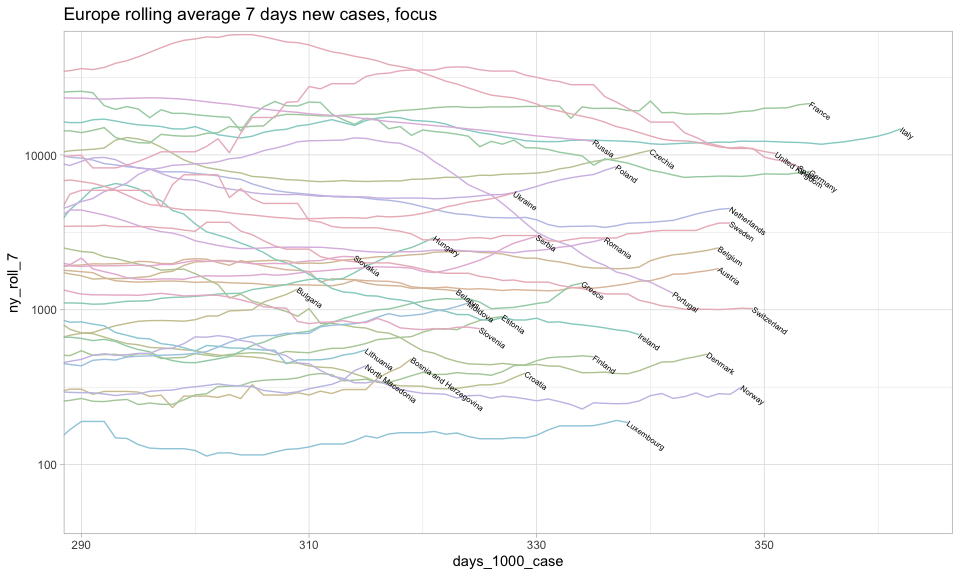 Europe rolling average 7 days new cases, focus
ny_roll_7
10000
1000
100
France
Italy
Russia
Czechia
United Kingdom
Germany
Poland
Ukraine
Netherlands
Sweden
Hungary
Serbia
Romania
Belgium
Slovakia
Austria
Bulgaria
Greece
Portugal
Moldova
Switzerland
Estonia
Slovenia
Ireland
Lithuania
Finland
Denmark
North Macedonia
Bosnia and Herzegovina
Croatia
Norway
Luxembourg
290
310
330
350
days_1000_case